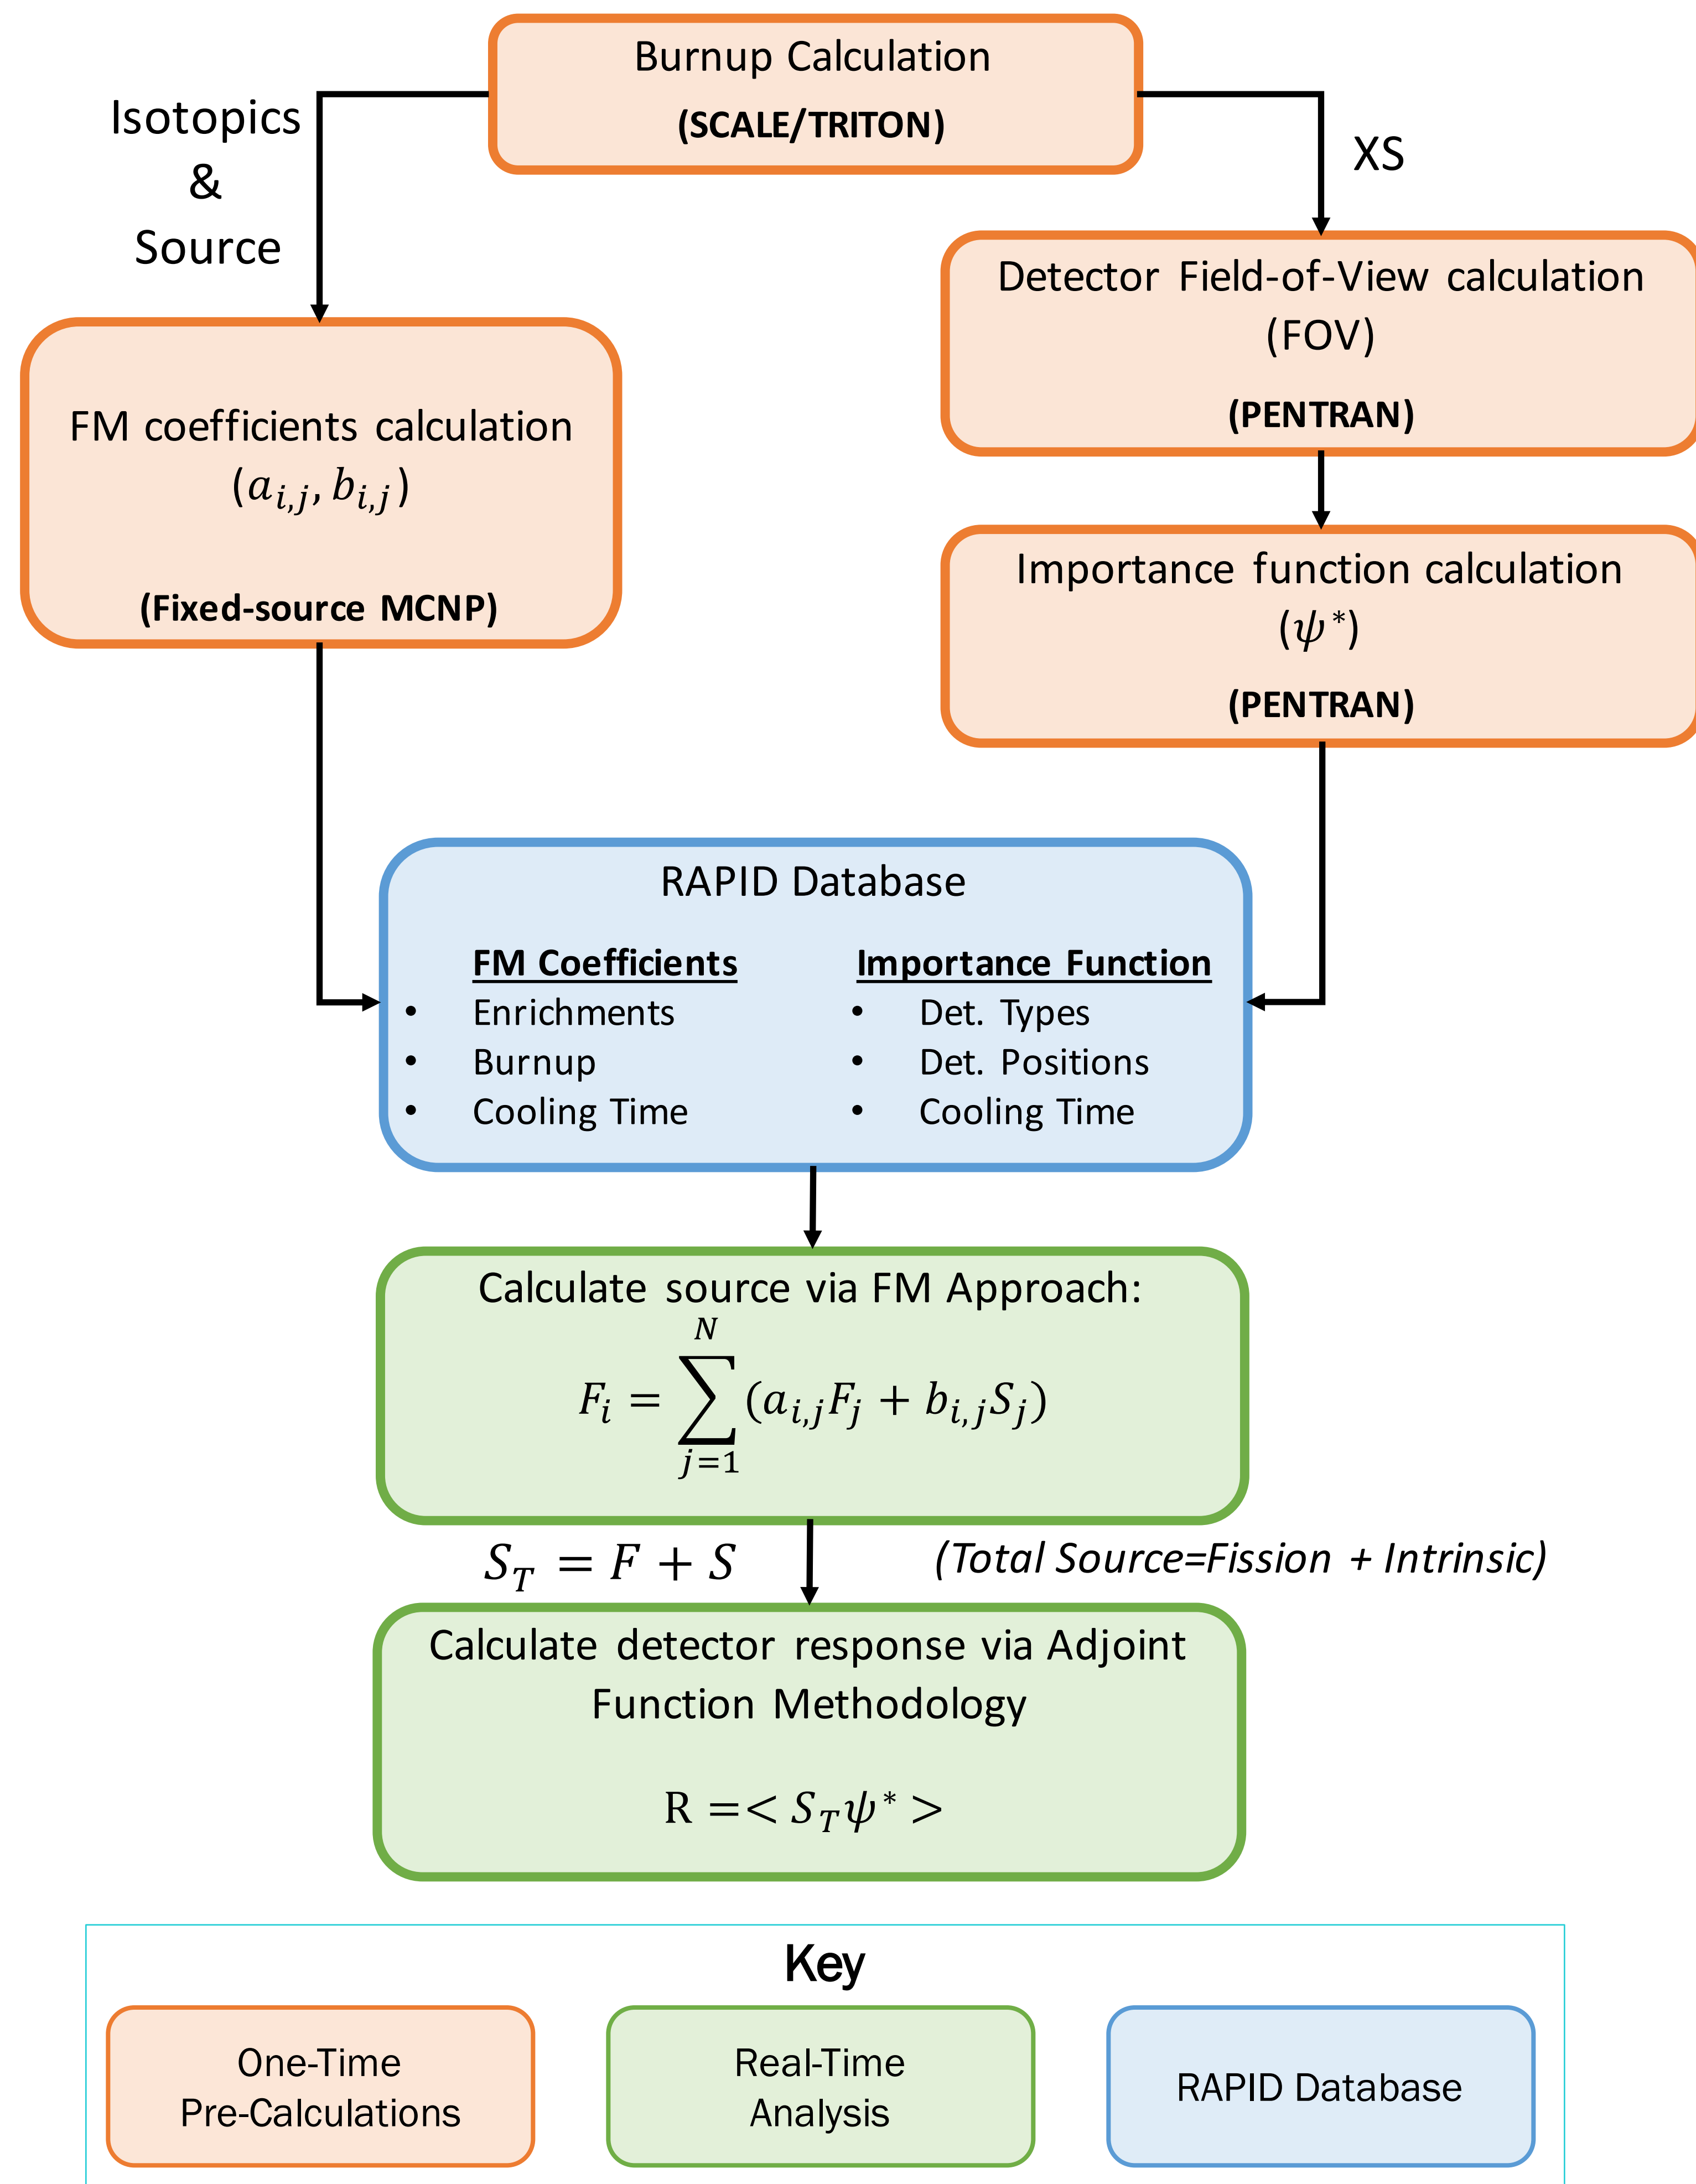 Burnup Calculation
(SCALE/TRITON)
Isotopics
&
Source
XS
Detector Field-of-View calculation
(FOV)
(PENTRAN)
FM coefficients calculation
(a_{i,j}, b_{i,j})
(Fixed-source MCNP)
Importance function calculation
(ψ*)
(PENTRAN)
RAPID Database
FM Coefficients
• Enrichments
• Burnup
• Cooling Time
Importance Function
• Det. Types
• Det. Positions
• Cooling Time
Calculate source via FM Approach:
F_i = \sum_{j=1}^{N} (a_{i,j}F_j + b_{i,j}S_j)
S_T = F + S
(Total Source=Fission + Intrinsic)
Calculate detector response via Adjoint
Function Methodology
R =< S_T ψ* >
Key
One-Time
Pre-Calculations
Real-Time
Analysis
RAPID Database